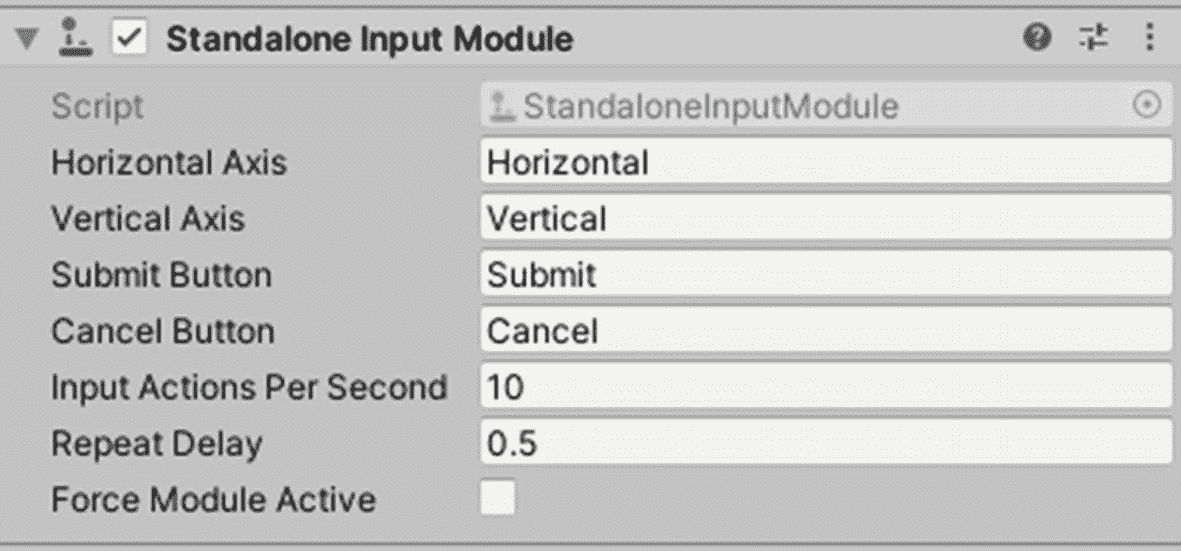 Standalone Input Module
Script StandaloneInputModule
Horizontal Axis Horizontal
Vertical Axis Vertical
Submit Button Submit
Cancel Button Cancel
Input Actions Per Second 10
Repeat Delay 0.5
Force Module Active